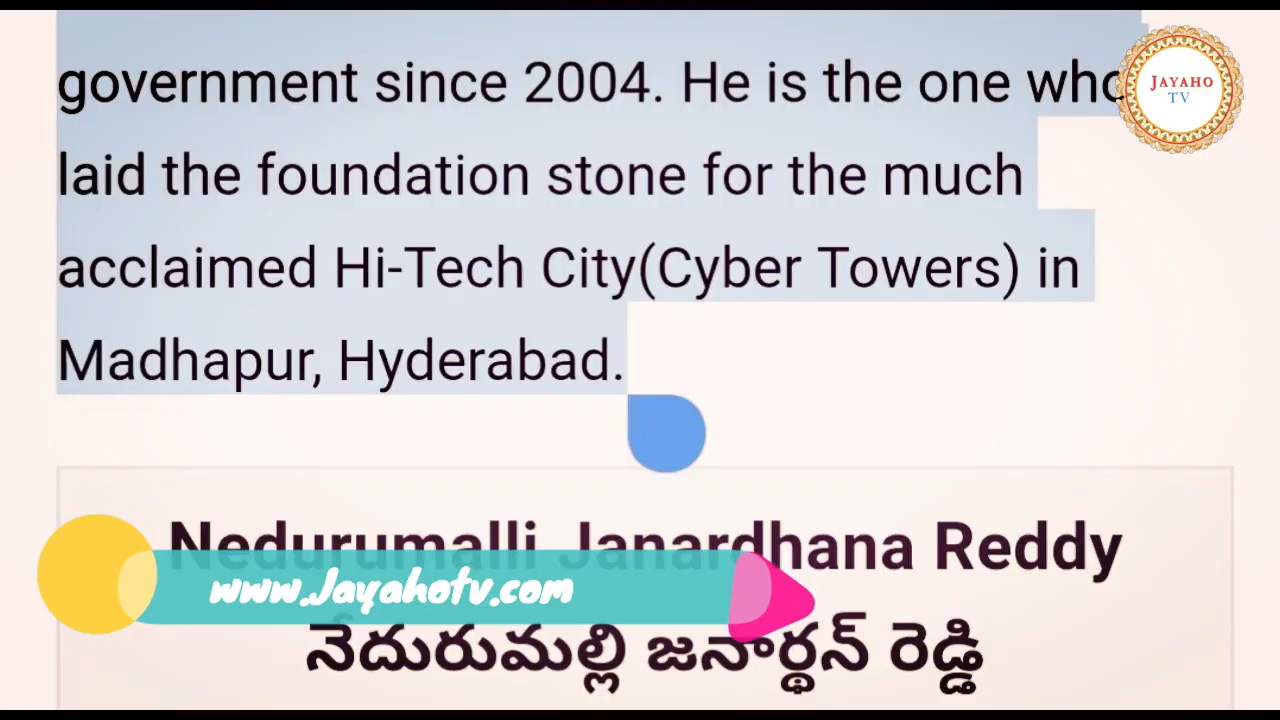 government since 2004. He is the one who
laid the foundation stone for the much
acclaimed Hi-Tech City(Cyber Towers) in
Madhapur, Hyderabad.
Nedurumalli Janardhana Reddy
నేదురుమల్లి జనార్థన్ రెడ్డి
www.Jayahotv.com
JAYAHO
TV